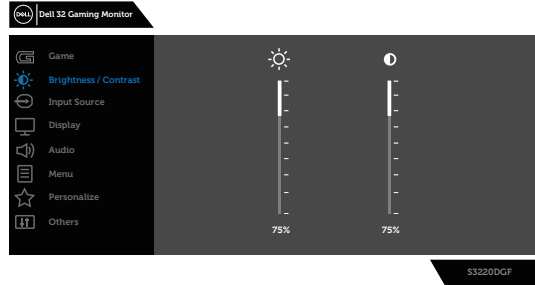 DELL
Dell 32 Gaming Monitor
Game
Brightness / Contrast
Input Source
Display
Audio
Menu
Personalize
Others
75%
75%
S3220DGF